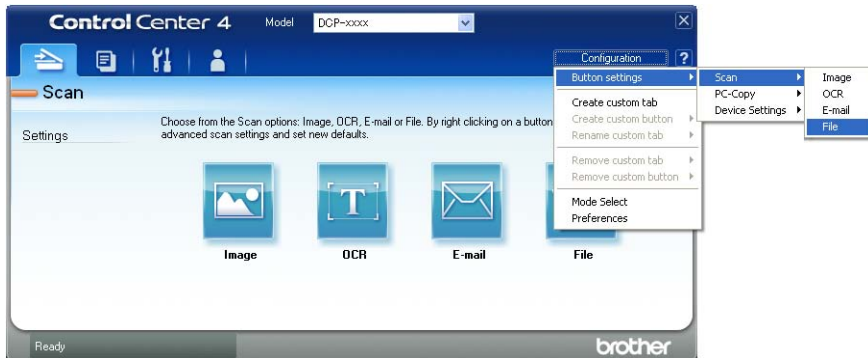 Control Center 4 Model DCP-xxxx
Configuration ?
Scan
Settings
Choose from the Scan options: Image, OCR, E-mail or File. By right clicking on a button
advanced scan settings and set new defaults.
Image
OCR
E-mail
File
Button settings
Create custom tab
Create custom button
Rename custom tab
Remove custom tab
Remove custom button
Mode Select
Preferences
Scan
PC-Copy
Device Settings
Image
OCR
E-mail
File
Ready
brother